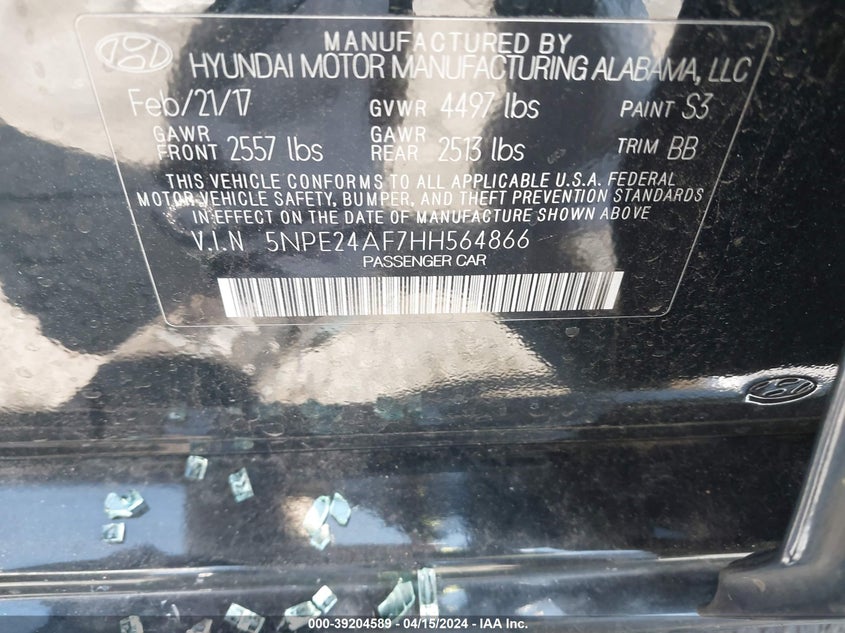 MANUFACTURED BY
HYUNDAI MOTOR MANUFACTURING ALABAMA, LLC
Feb/21/17 GVWR 4497 lbs PAINT S3
GAWR FRONT 2557 lbs GAWR REAR 2513 lbs TRIM BB
THIS VEHICLE CONFORMS TO ALL APPLICABLE U.S.A. FEDERAL
MOTOR VEHICLE SAFETY, BUMPER, AND THEFT PREVENTION STANDARDS
IN EFFECT ON THE DATE OF MANUFACTURE SHOWN ABOVE
V.I.N 5NPE24AF7HH564866
PASSENGER CAR
000-39204589 - 04/15/2024 - IAA Inc.